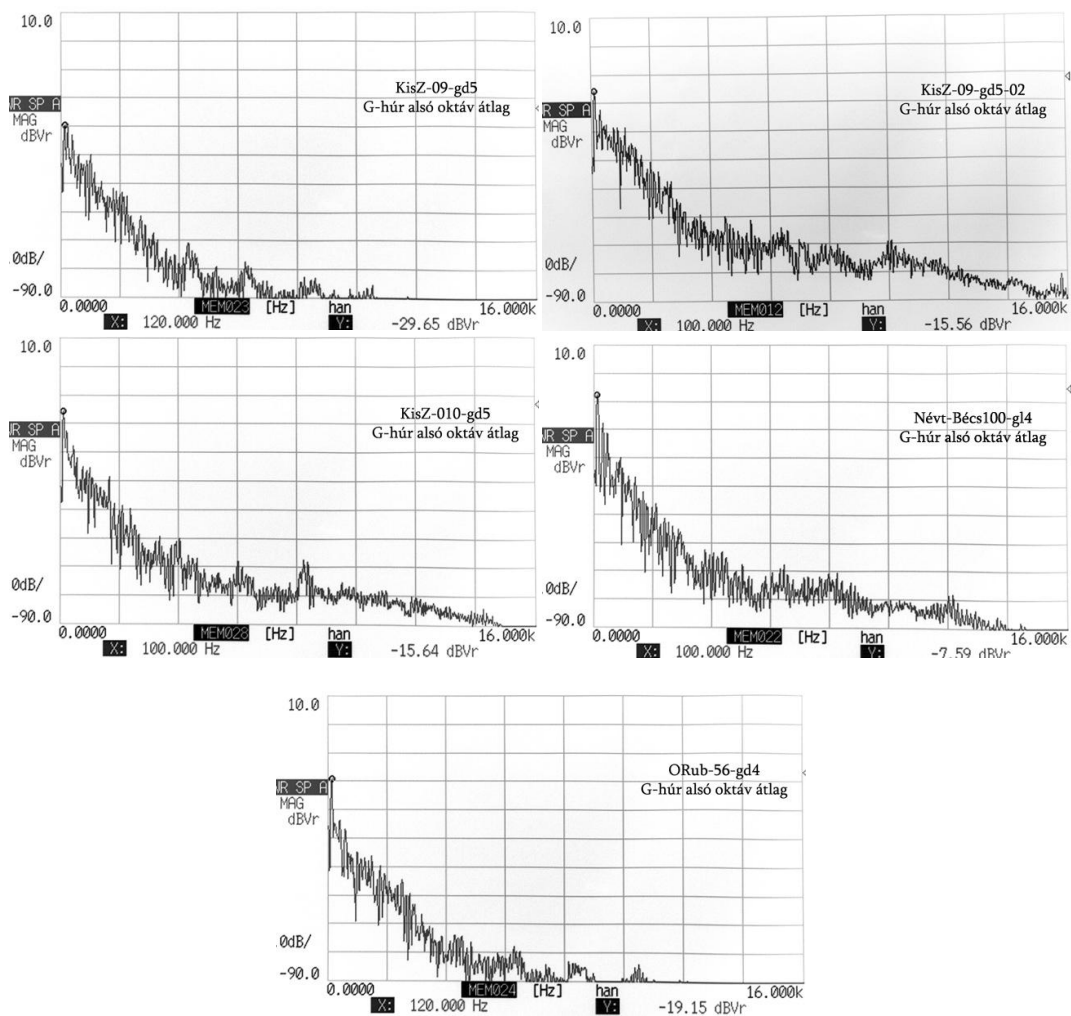 10.0
KisZ-09-gd5
G-húr alsó oktáv átlag
WR SP A
MAG
dBVr
.0dB/
-90.0
0.0000 16.000k
MEM023 [Hz] han
X: 120.000 Hz Y: -29.65 dBVr
10.0
KisZ-09-gd5-02
G-húr alsó oktáv átlag
WR SP A
MAG
dBVr
0dB/
-90.0
0.0000 16.000k
MEM012 [Hz] han
X: 100.000 Hz Y: -15.56 dBVr
10.0
KisZ-010-gd5
G-húr alsó oktáv átlag
WR SP A
MAG
dBVr
0dB/
-90.0
0.0000 16.000k
MEM028 [Hz] han
X: 100.000 Hz Y: -15.64 dBVr
10.0
Névt-Bécs100-gl4
G-húr alsó oktáv átlag
WR SP A
MAG
dBVr
.0dB/
-90.0
0.0000 16.000k
MEM022 [Hz] han
X: 100.000 Hz Y: -7.59 dBVr
10.0
ORub-56-gd4
G-húr alsó oktáv átlag
WR SP A
MAG
dBVr
.0dB/
-90.0
0.0000 16.000k
MEM024 [Hz] han
X: 120.000 Hz Y: -19.15 dBVr